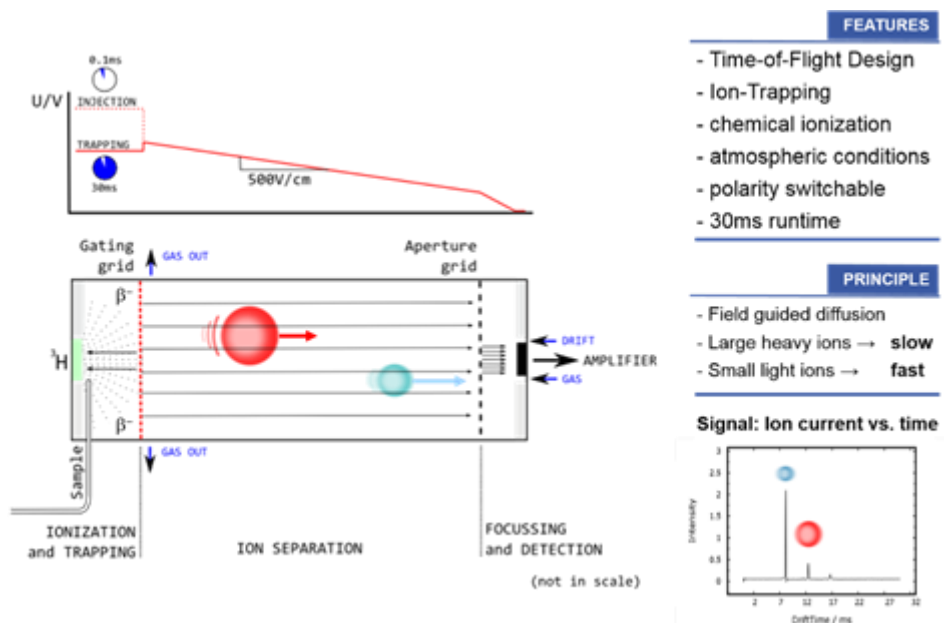 0.1ms
U/V
INJECTION
TRAPPING
30ms
500V/cm
Gating
grid
GAS OUT
Aperture
grid
β⁻
³H
DRIFT
AMPLIFIER
GAS
β⁻
Sample
GAS OUT
IONIZATION
and TRAPPING
ION SEPARATION
FOCUSSING
and DETECTION
(not in scale)
FEATURES
- Time-of-Flight Design
- Ion-Trapping
- chemical ionization
- atmospheric conditions
- polarity switchable
- 30ms runtime
PRINCIPLE
- Field guided diffusion
- Large heavy ions → slow
- Small light ions → fast
Signal: Ion current vs. time
3
2.5
2
1.5
1
0.5
0
Intensity
2 7 12 17 22 27 32
DriftTime / ms